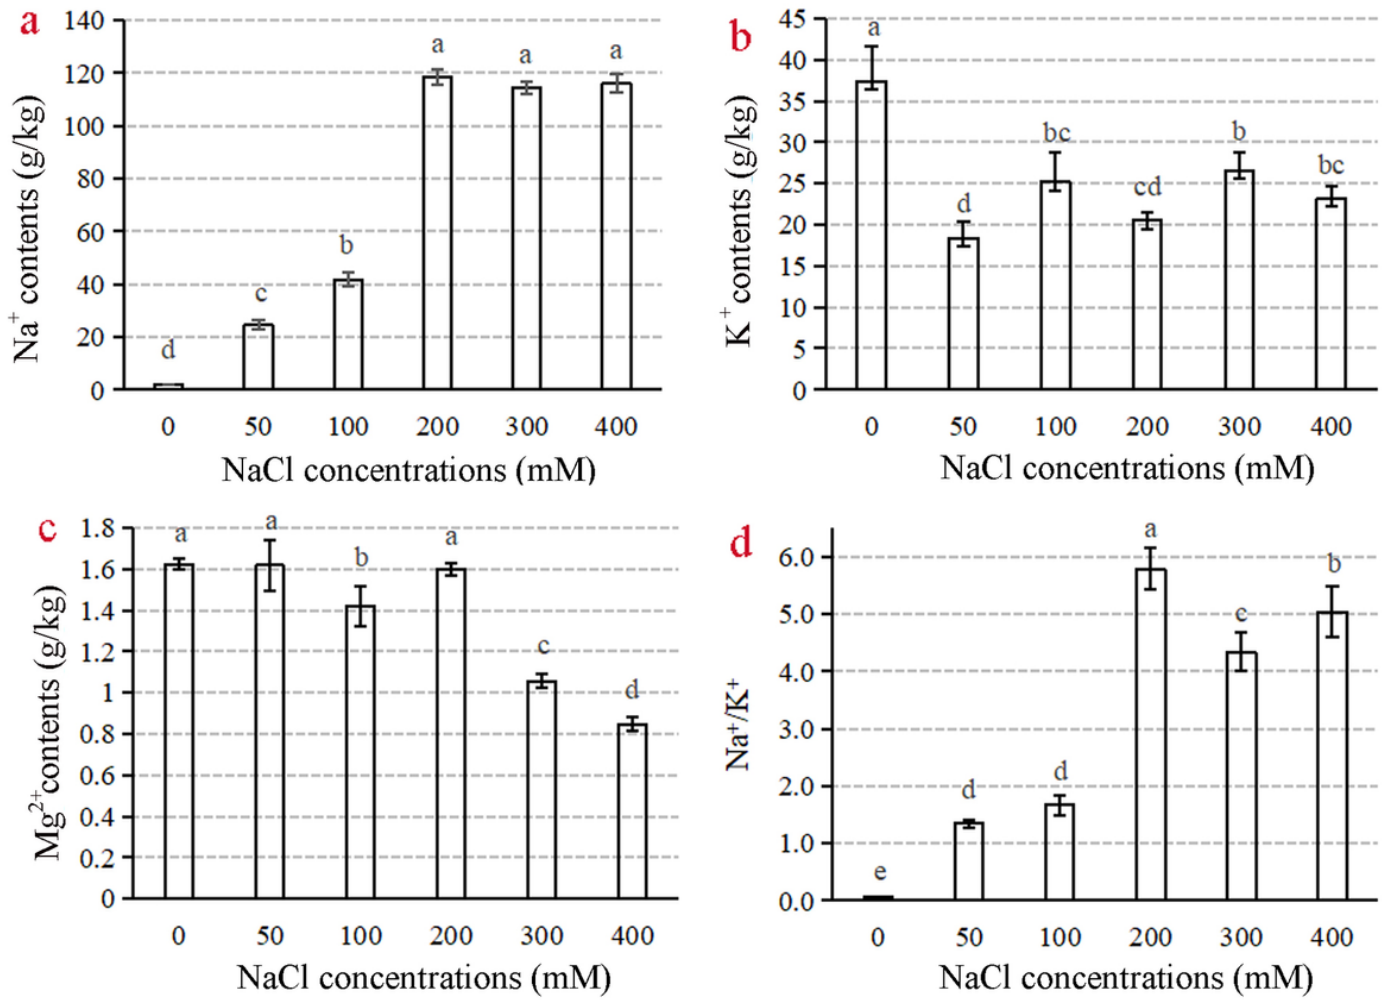 a
Na+ contents (g/kg)
140
120
100
80
60
40
20
0
d
c
b
a
a
a
0 50 100 200 300 400
NaCl concentrations (mM)
b
K+ contents (g/kg)
45
40
35
30
25
20
15
10
5
0
a
d
bc
cd
b
bc
0 50 100 200 300 400
NaCl concentrations (mM)
c
Mg2+contents (g/kg)
1.8
1.6
1.4
1.2
1
0.8
0.6
0.4
0.2
0
a
a
b
a
c
d
0 50 100 200 300 400
NaCl concentrations (mM)
d
Na+/K+
6.0
5.0
4.0
3.0
2.0
1.0
0.0
e
d
d
a
c
b
0 50 100 200 300 400
NaCl concentrations (mM)